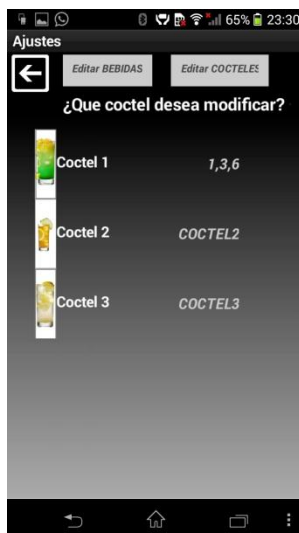 65% 23:30
Ajustes
Editar BEBIDAS Editar COCTELES
¿Que coctel desea modificar?
Coctel 1 1,3,6
Coctel 2 COCTEL2
Coctel 3 COCTEL3